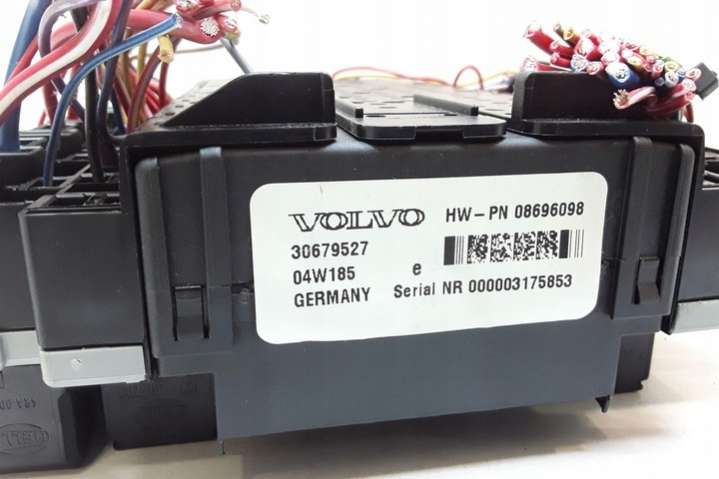 VOLVO HW-PN 08696098
30679527
04W185 e
GERMANY Serial NR 000003175853